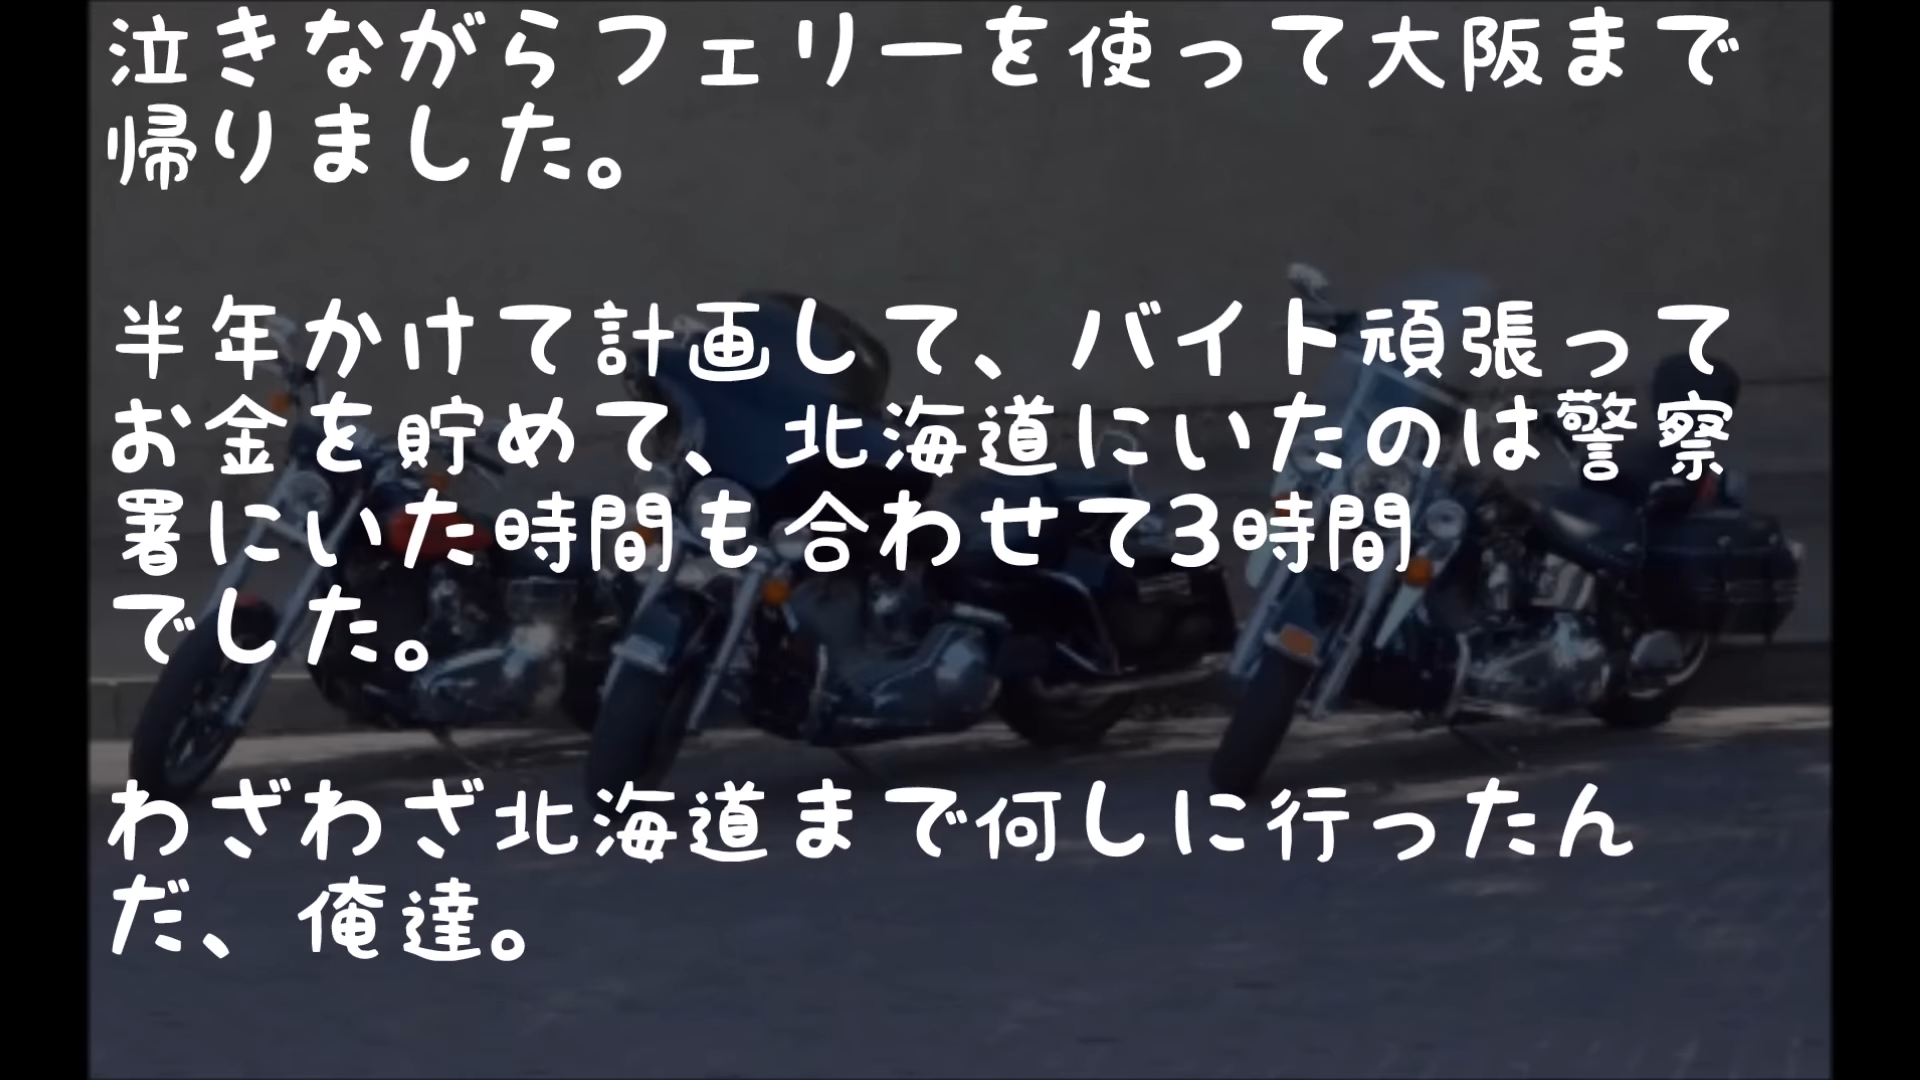 泣きながらフェリーを使って大阪まで
帰りました。
半年かけて計画して、バイト頑張って
お金を貯めて、北海道にいたのは警察
署にいた時間も合わせて3時間
でした。
わざわざ北海道まで何しに行ったん
だ、俺達。